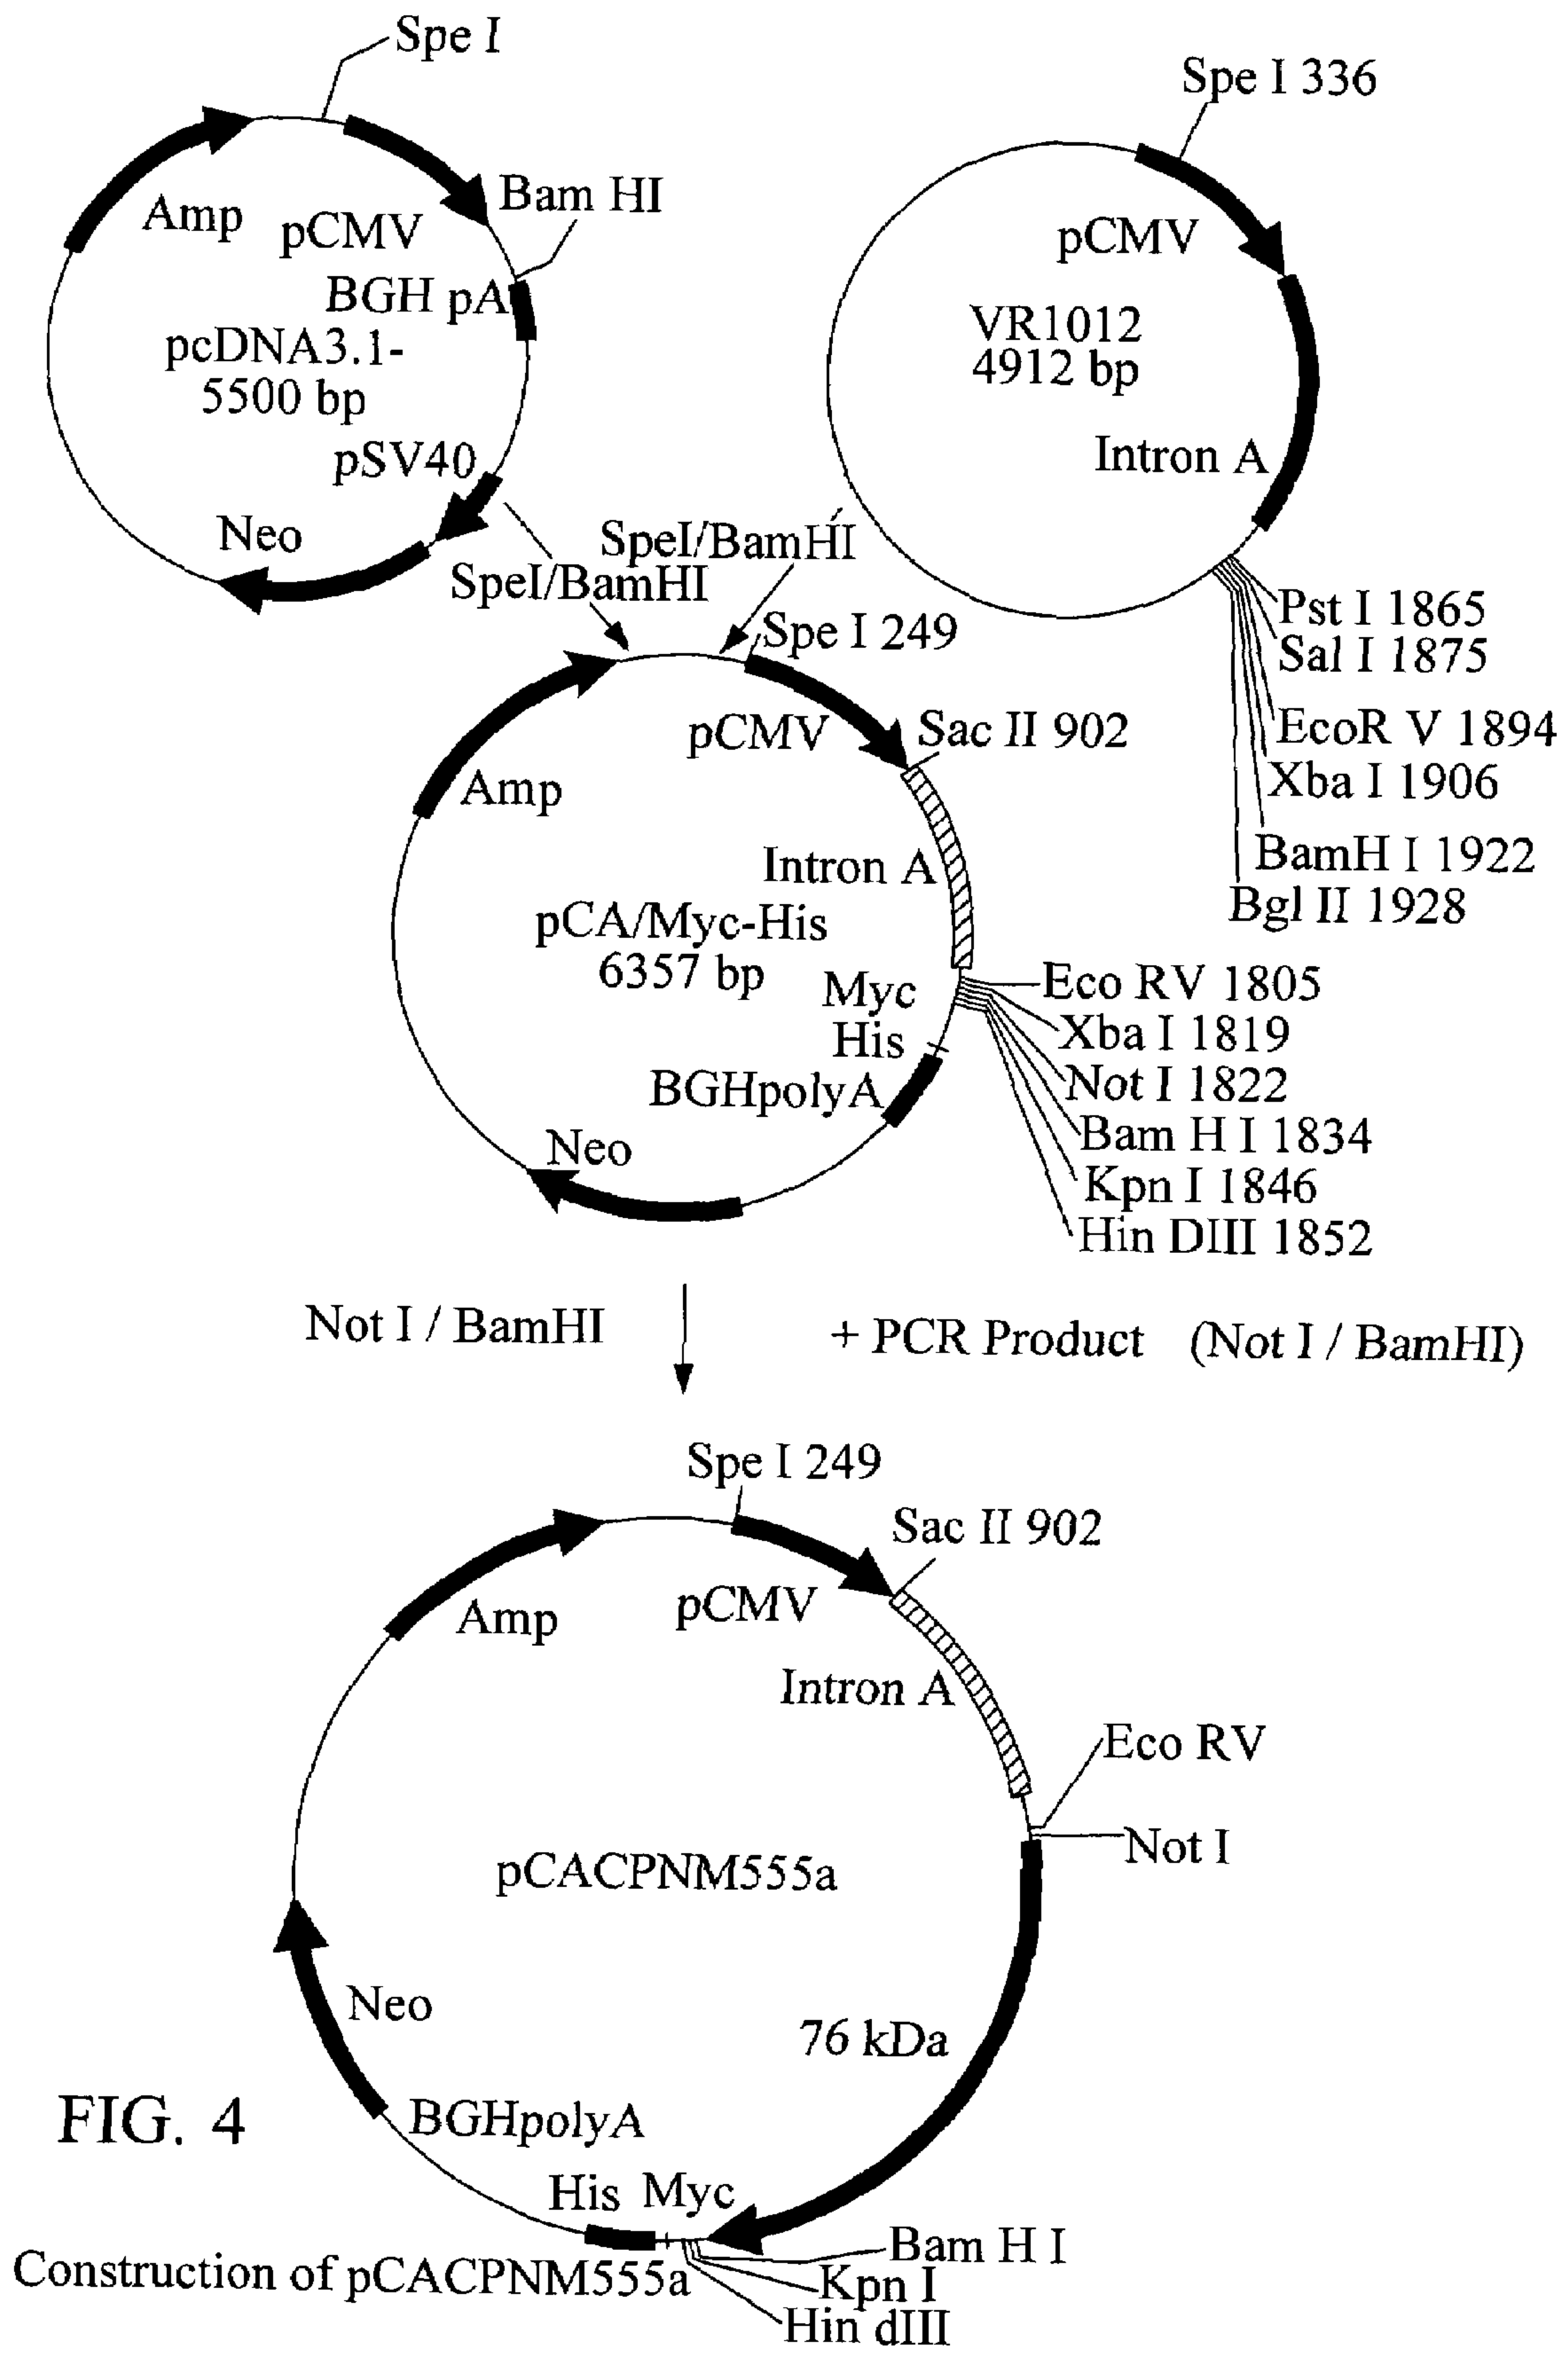 Spe I
Bam HI
Amp
pCMV
BGH pA
pcDNA3.1-
5500 bp
pSV40
Neo
SpeI/BamHI
Spe I 336
pCMV
VR1012
4912 bp
Intron A
SpeI/BamHI
Pst I 1865
Sal I 1875
EcoR V 1894
Xba I 1906
BamH I 1922
Bgl II 1928
Spe I 249
pCMV
Sac II 902
Amp
Intron A
pCA/Myc-His
6357 bp
Myc
His
BGHpolyA
Neo
Eco RV 1805
Xba I 1819
Not I 1822
Bam H I 1834
Kpn I 1846
Hin DIII 1852
Not I / BamHI
+ PCR Product (Not I / BamHI)
Spe I 249
Sac II 902
Amp
pCMV
Intron A
Eco RV
Not I
pCACPNM555a
Neo
76 kDa
BGHpolyA
His Myc
Bam H I
Kpn I
Hin dIII
FIG. 4
Construction of pCACPNM555a